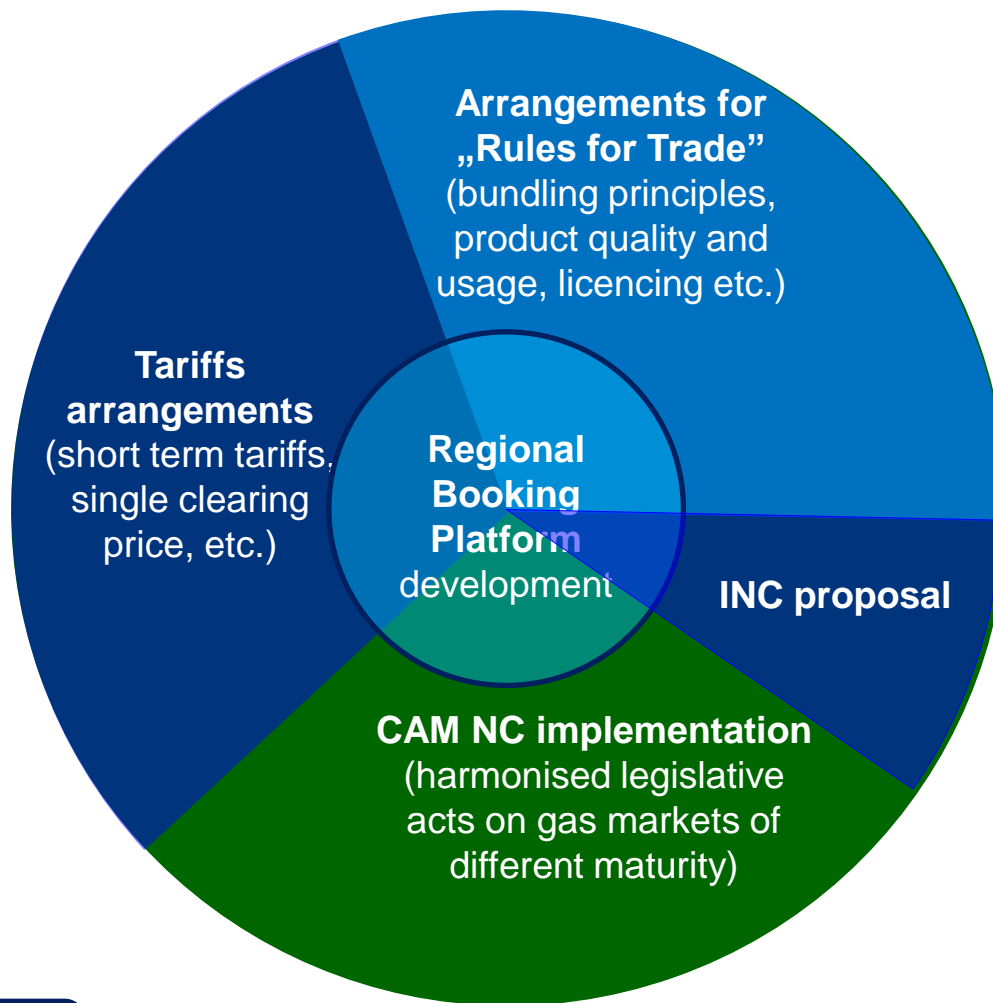 Arrangements for
„Rules for Trade”
(bundling principles,
product quality and
usage, licencing etc.)
Tariffs
arrangements
(short term tariffs,
single clearing
price, etc.)
Regional
Booking
Platform
development
INC proposal
CAM NC implementation
(harmonised legislative
acts on gas markets of
different maturity)